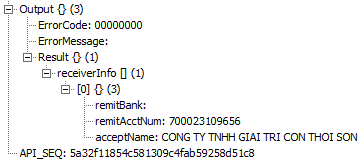 Output {} (3)
ErrorCode: 00000000
ErrorMessage:
Result {} (1)
receiverInfo [] (1)
[0] {} (3)
remitBank:
remitAcctNum: 700023109656
acceptName: CONG TY TNHH GIAI TRI CON THOI SON
API_SEQ: 5a32f11854c581309c4fab59258d51c8